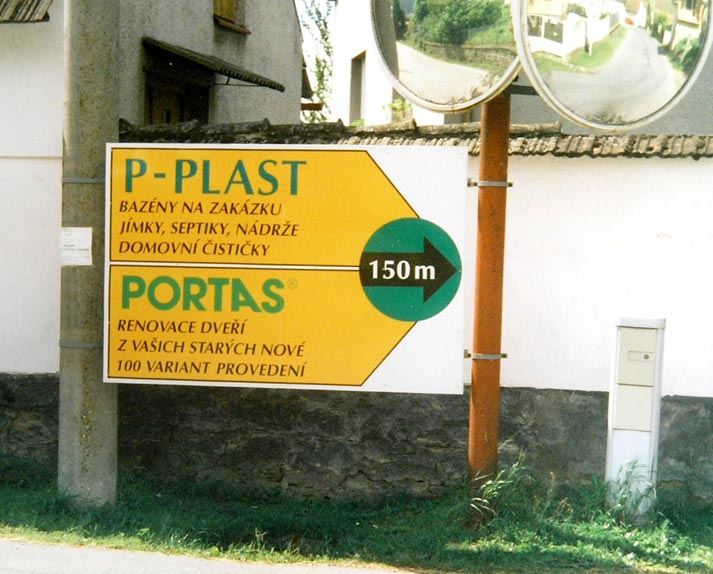 P-PLAST
BAZÉNY NA ZAKÁZKU
JÍMKY, SEPTIKY, NÁDRŽE
DOMOVNÍ ČISTIČKY
150 m
PORTAS®
RENOVACE DVEŘÍ
Z VAŠICH STARÝCH NOVÉ
100 VARIANT PROVEDENÍ